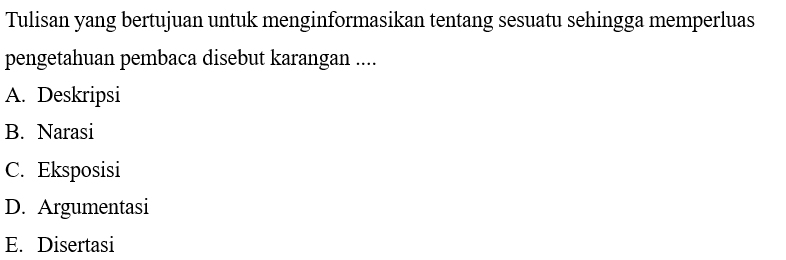 Tulisan yang bertujuan untuk menginformasikan tentang sesuatu sehingga memperluas
pengetahuan pembaca disebut karangan ....
A. Deskripsi
B. Narasi
C. Eksposisi
D. Argumentasi
E. Disertasi